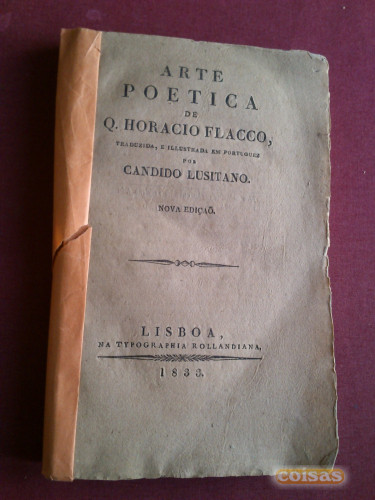 ARTE
POETICA
DE
Q. HORACIO FLACCO,
TRADUZIDA, E ILLUSTRADA EM PORTUGUEZ
POR
CANDIDO LUSITANO.
NOVA EDIÇAÕ.
LISBOA,
NA TYPOGRAPHIA ROLLANDIANA,
1833.
coisas